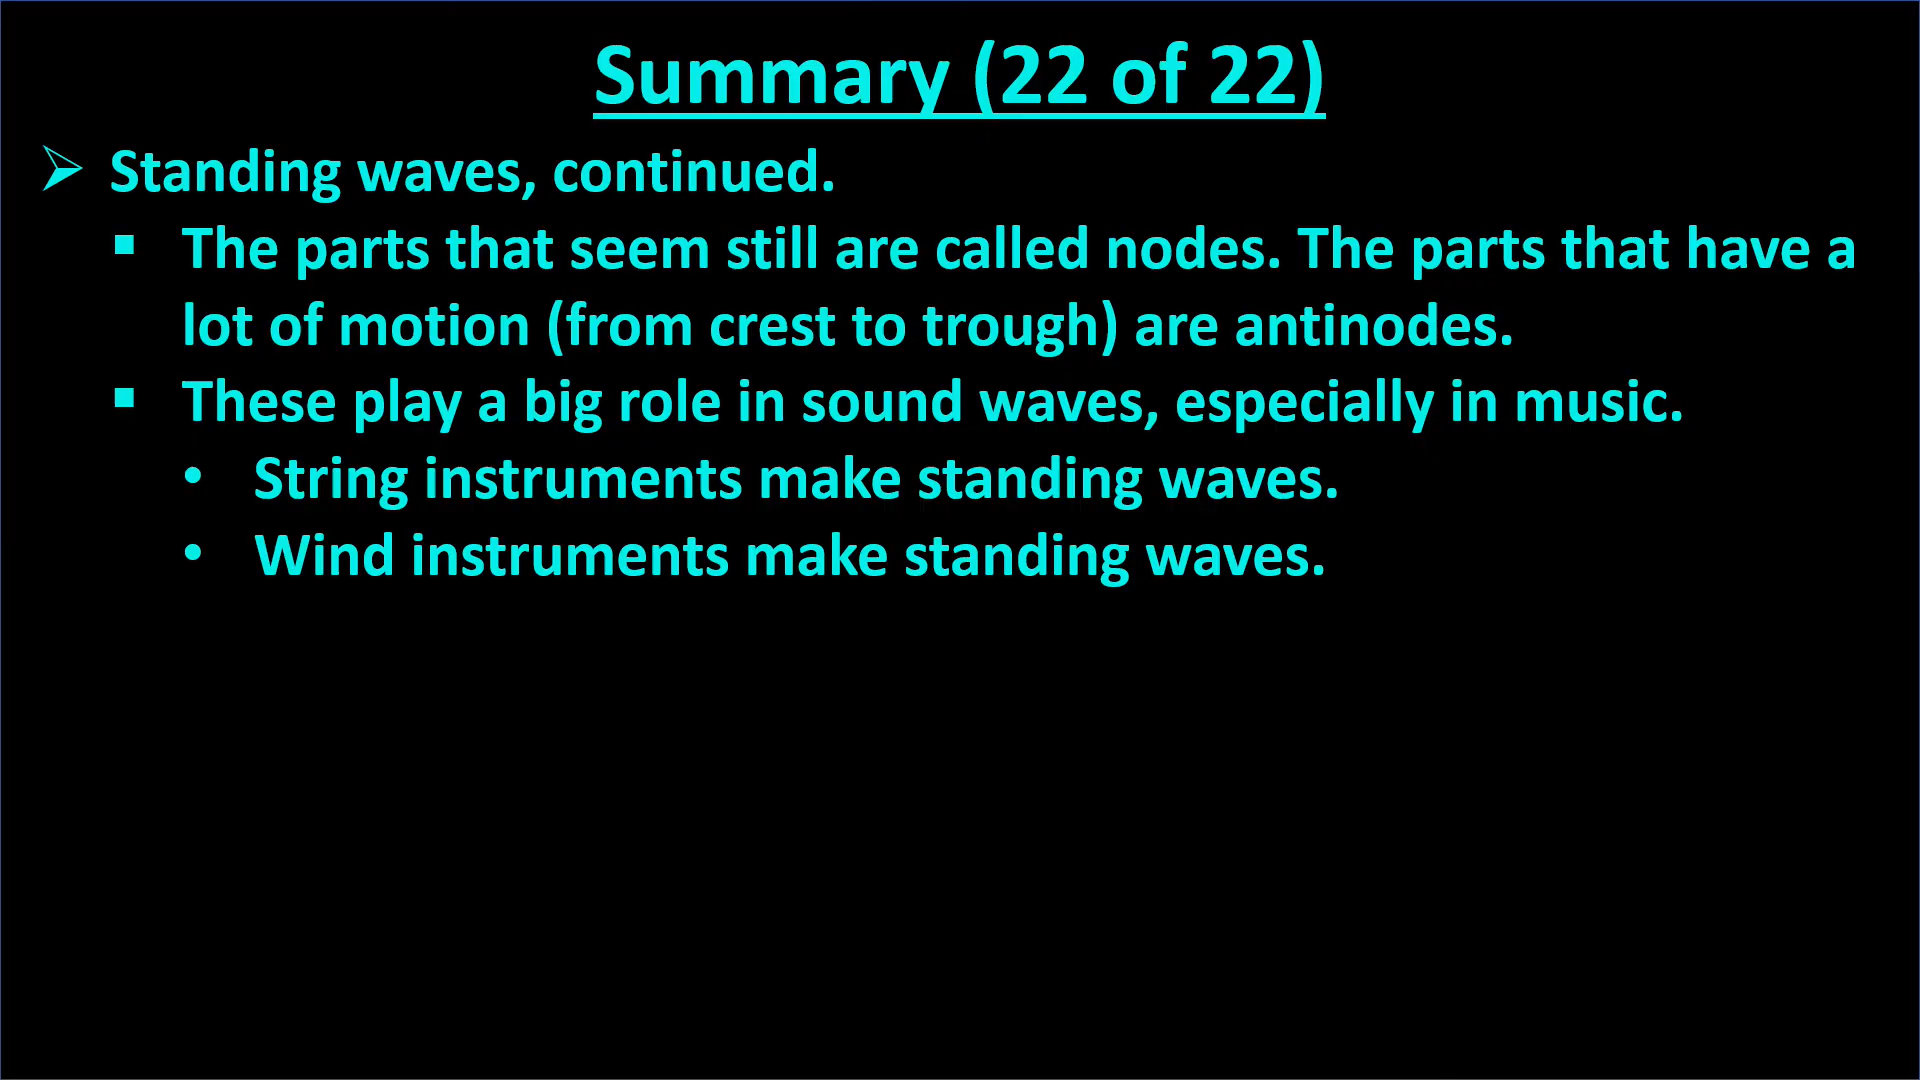 Summary (22 of 22)
Standing waves, continued.
The parts that seem still are called nodes. The parts that have a
lot of motion (from crest to trough) are antinodes.
These play a big role in sound waves, especially in music.
String instruments make standing waves.
Wind instruments make standing waves.